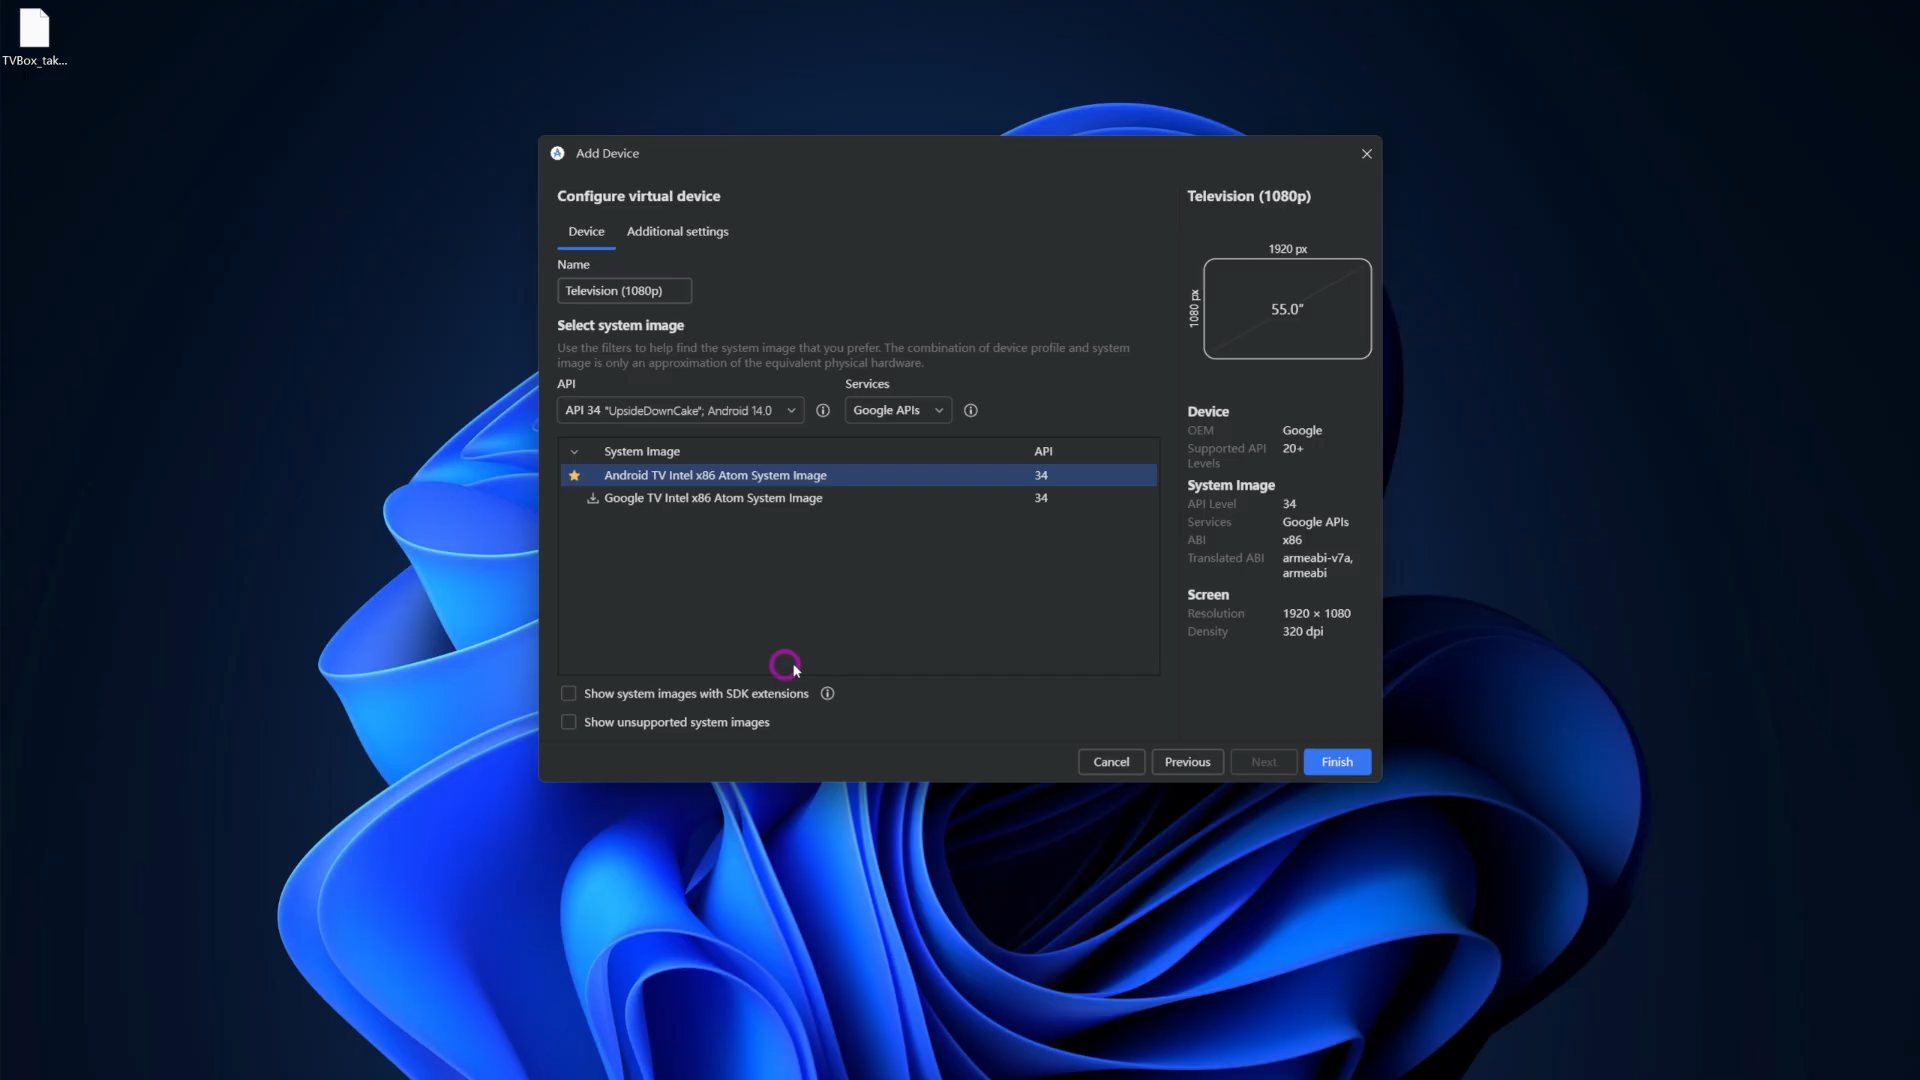 TVBox_tak...
Add Device
Configure virtual device
Device
Additional settings
Name
Television (1080p)
Select system image
Use the filters to help find the system image that you prefer. The combination of device profile and system
image is only an approximation of the equivalent physical hardware.
API
Services
API 34 "UpsideDownCake"; Android 14.0
Google APIs
System Image
API
Android TV Intel x86 Atom System Image
34
Google TV Intel x86 Atom System Image
34
Show system images with SDK extensions
Show unsupported system images
Television (1080p)
1920 px
1080 px
55.0"
Device
OEM
Google
Supported API
Levels
20+
System Image
API Level
34
Services
Google APIs
ABI
x86
Translated ABI
armeabi-v7a,
armeabi
Screen
Resolution
1920 × 1080
Density
320 dpi
Cancel
Previous
Next
Finish